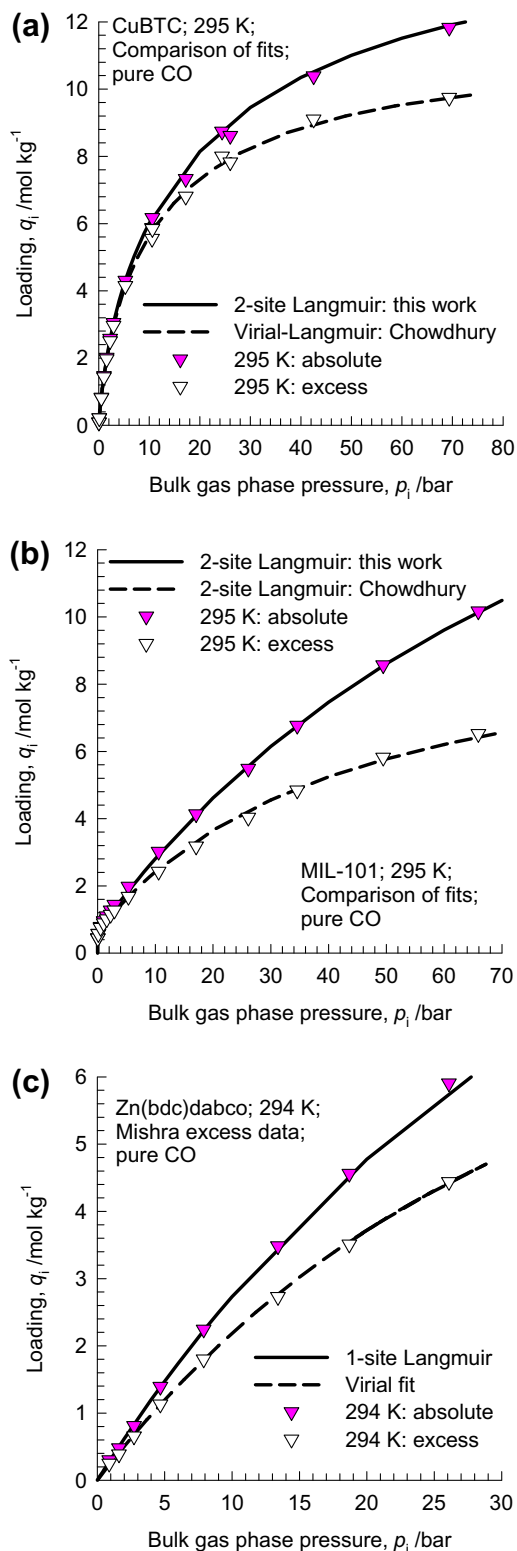 (a)
CuBTC; 295 K;
Comparison of fits;
pure CO
12
10
8
6
4
2
0
Loading, qi /mol kg-1
2-site Langmuir: this work
Virial-Langmuir: Chowdhury
295 K: absolute
295 K: excess
0 10 20 30 40 50 60 70 80
Bulk gas phase pressure, pi /bar
(b)
12
10
8
6
4
2
0
Loading, qi /mol kg-1
2-site Langmuir: this work
2-site Langmuir: Chowdhury
295 K: absolute
295 K: excess
MIL-101; 295 K;
Comparison of fits;
pure CO
0 10 20 30 40 50 60 70
Bulk gas phase pressure, pi /bar
(c)
Zn(bdc)dabco; 294 K;
Mishra excess data;
pure CO
6
5
4
3
2
1
0
Loading, qi /mol kg-1
1-site Langmuir
Virial fit
294 K: absolute
294 K: excess
0 5 10 15 20 25 30
Bulk gas phase pressure, pi /bar